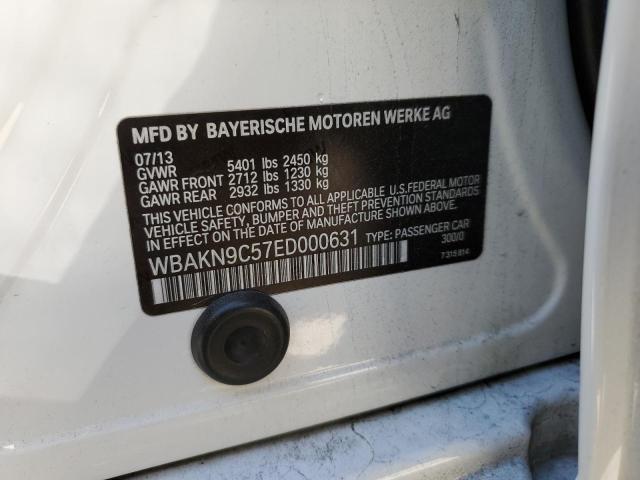 MFD BY BAYERISCHE MOTOREN WERKE AG
07/13
GVWR 5401 lbs 2450 kg
GAWR FRONT 2712 lbs 1230 kg
GAWR REAR 2932 lbs 1330 kg
THIS VEHICLE CONFORMS TO ALL APPLICABLE U.S.FEDERAL MOTOR
VEHICLE SAFETY, BUMPER AND THEFT PREVENTION STANDARDS
IN EFFECT ON THE DATE OF MANUFACTURE SHOWN ABOVE.
WBAKN9C57ED000631 TYPE: PASSENGER CAR
300/0
7315814